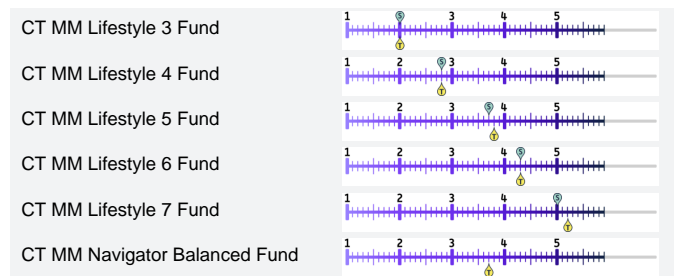 CT MM Lifestyle 3 Fund 1 S 2 3 4 5 T
CT MM Lifestyle 4 Fund 1 2 S 3 4 5 T
CT MM Lifestyle 5 Fund 1 2 3 S 4 5 T
CT MM Lifestyle 6 Fund 1 2 3 4 S 5 T
CT MM Lifestyle 7 Fund 1 2 3 4 S 5 T
CT MM Navigator Balanced Fund 1 2 3 4 5 T